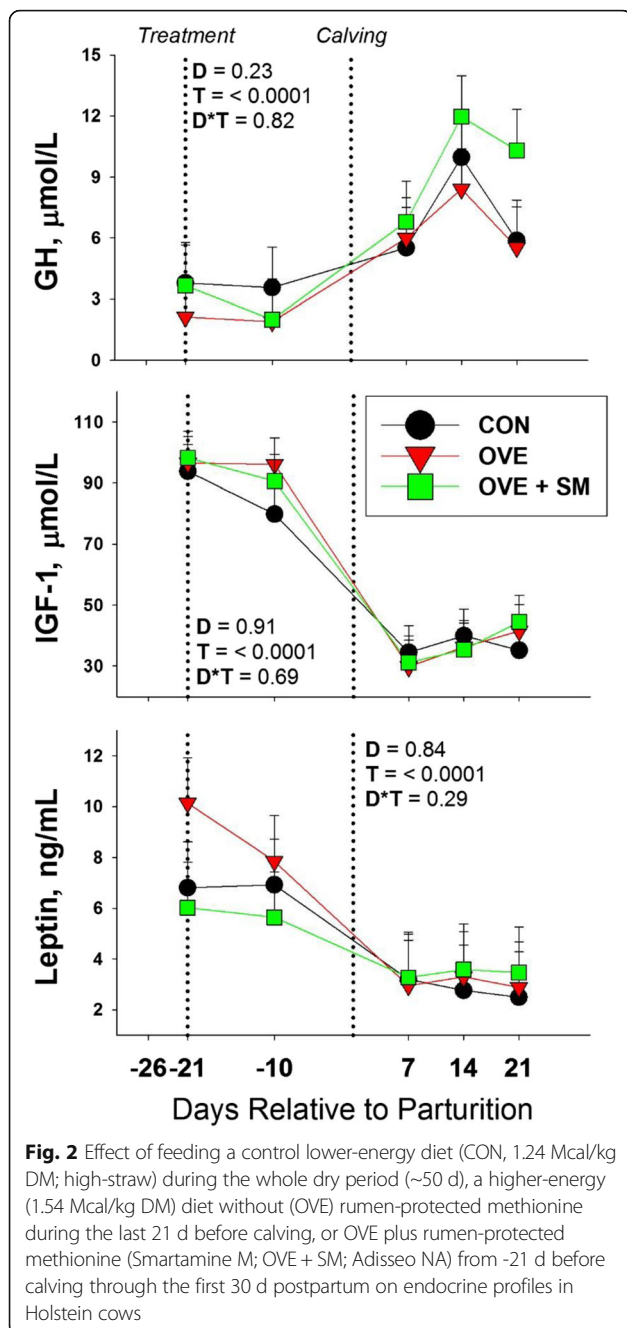 Treatment Calving
D = 0.23
T = < 0.0001
D*T = 0.82
GH, μmol/L
15
12
9
6
3
0
CON
OVE
OVE + SM
IGF-1, μmol/L
110
90
70
50
30
D = 0.91
T = < 0.0001
D*T = 0.69
Leptin, ng/mL
12
10
8
6
4
2
D = 0.84
T = < 0.0001
D*T = 0.29
-26 -21 -10 7 14 21
Days Relative to Parturition
Fig. 2 Effect of feeding a control lower-energy diet (CON, 1.24 Mcal/kg
DM; high-straw) during the whole dry period (~50 d), a higher-energy
(1.54 Mcal/kg DM) diet without (OVE) rumen-protected methionine
during the last 21 d before calving, or OVE plus rumen-protected
methionine (Smartamine M; OVE + SM; Adisseo NA) from -21 d before
calving through the first 30 d postpartum on endocrine profiles in
Holstein cows